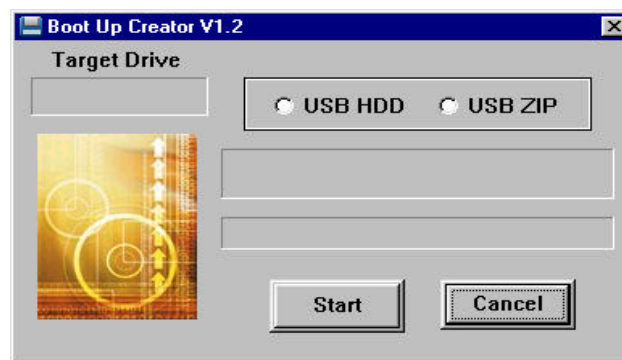 Boot Up Creator V1.2
Target Drive
USB HDD
USB ZIP
Start
Cancel